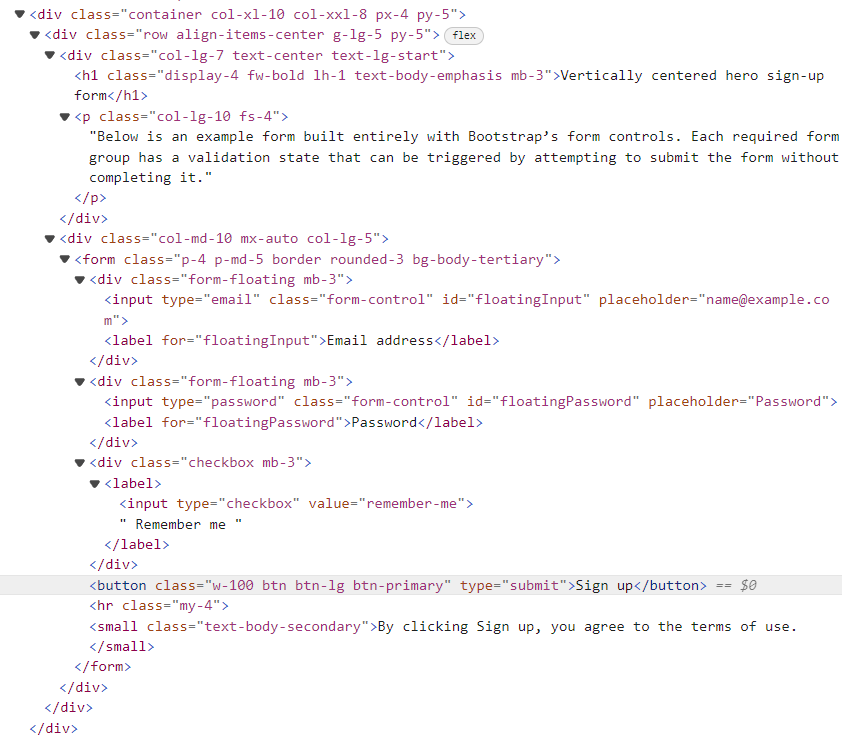 <div class="container col-xl-10 col-xxl-8 px-4 py-5">
<div class="row align-items-center g-lg-5 py-5"> flex
<div class="col-lg-7 text-center text-lg-start">
<h1 class="display-4 fw-bold lh-1 text-body-emphasis mb-3">Vertically centered hero sign-up
form</h1>
<p class="col-lg-10 fs-4">
"Below is an example form built entirely with Bootstrap’s form controls. Each required form
group has a validation state that can be triggered by attempting to submit the form without
completing it."
</p>
</div>
<div class="col-md-10 mx-auto col-lg-5">
<form class="p-4 p-md-5 border rounded-3 bg-body-tertiary">
<div class="form-floating mb-3">
<input type="email" class="form-control" id="floatingInput" placeholder="name@example.co
m">
<label for="floatingInput">Email address</label>
</div>
<div class="form-floating mb-3">
<input type="password" class="form-control" id="floatingPassword" placeholder="Password">
<label for="floatingPassword">Password</label>
</div>
<div class="checkbox mb-3">
<label>
<input type="checkbox" value="remember-me">
" Remember me "
</label>
</div>
<button class="w-100 btn btn-lg btn-primary" type="submit">Sign up</button> == $0
<hr class="my-4">
<small class="text-body-secondary">By clicking Sign up, you agree to the terms of use.
</small>
</form>
</div>
</div>
</div>